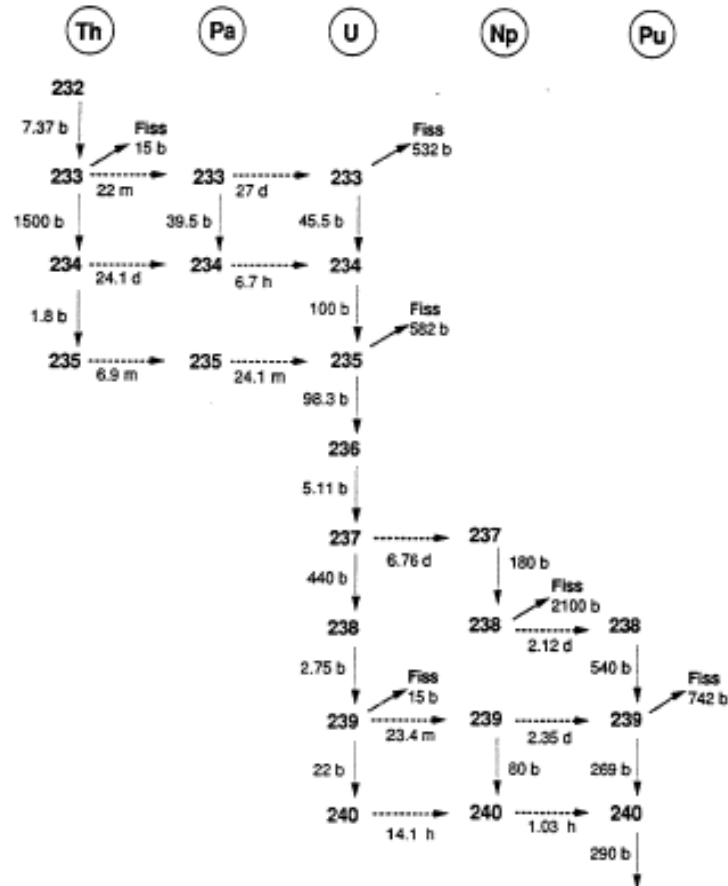 Th Pa U Np Pu
232
7.37 b
Fiss
15 b
Fiss
532 b
233 22 m 233 27 d 233
1500 b 39.5 b 45.5 b
234 24.1 d 234 6.7 h 234
1.8 b 100 b
Fiss
582 b
235 6.9 m 235 24.1 m 235
98.3 b
236
5.11 b
237 6.76 d 237
440 b 180 b
Fiss
2100 b
238 238 2.12 d 238
2.75 b 540 b
Fiss
15 b
Fiss
742 b
239 23.4 m 239 2.35 d 239
22 b 80 b 269 b
240 14.1 h 240 1.03 h 240
290 b